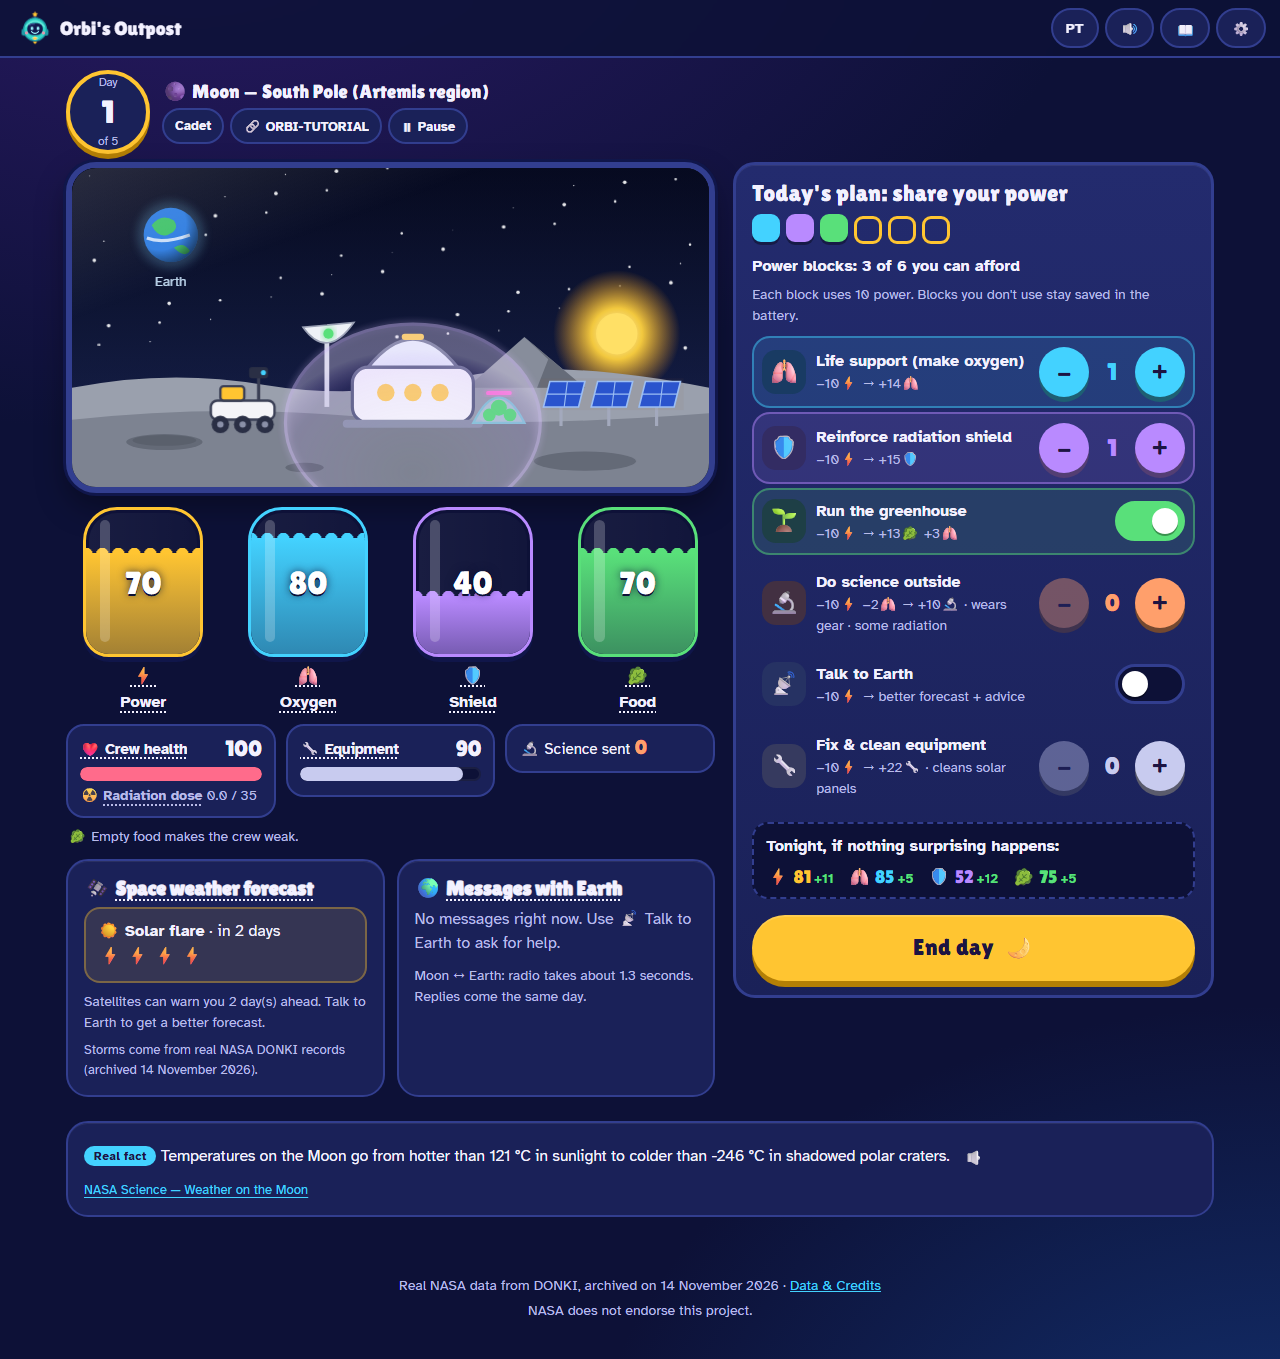 Orbi's Outpost
PT
Day
1
of 5
Moon — South Pole (Artemis region)
Cadet
ORBI-TUTORIAL
Pause
Earth
70
80
40
70
Power
Oxygen
Shield
Food
Crew health 100
Radiation dose 0.0 / 35
Equipment 90
Science sent 0
Empty food makes the crew weak.
Space weather forecast
Solar flare · in 2 days
Satellites can warn you 2 day(s) ahead. Talk to
Earth to get a better forecast.
Storms come from real NASA DONKI records
(archived 14 November 2026).
Messages with Earth
No messages right now. Use 📡 Talk to
Earth to ask for help.
Moon ↔ Earth: radio takes about 1.3 seconds.
Replies come the same day.
Today's plan: share your power
Power blocks: 3 of 6 you can afford
Each block uses 10 power. Blocks you don't use stay saved in the
battery.
Life support (make oxygen)
−10⚡ → +14🫁
− 1 +
Reinforce radiation shield
−10⚡ → +15🛡️
− 1 +
Run the greenhouse
−10⚡ → +13🥬 +3🫁
Do science outside
−10⚡ −2🫁 → +10🔬 · wears
gear · some radiation
− 0 +
Talk to Earth
−10⚡ → better forecast + advice
Fix & clean equipment
−10⚡ → +22🔧 · cleans solar
panels
− 0 +
Tonight, if nothing surprising happens:
⚡ 81 +11 🫁 85 +5 🛡️ 52 +12 🥬 75 +5
End day
Real fact Temperatures on the Moon go from hotter than 121 °C in sunlight to colder than -246 °C in shadowed polar craters.
NASA Science — Weather on the Moon
Real NASA data from DONKI, archived on 14 November 2026 · Data & Credits
NASA does not endorse this project.